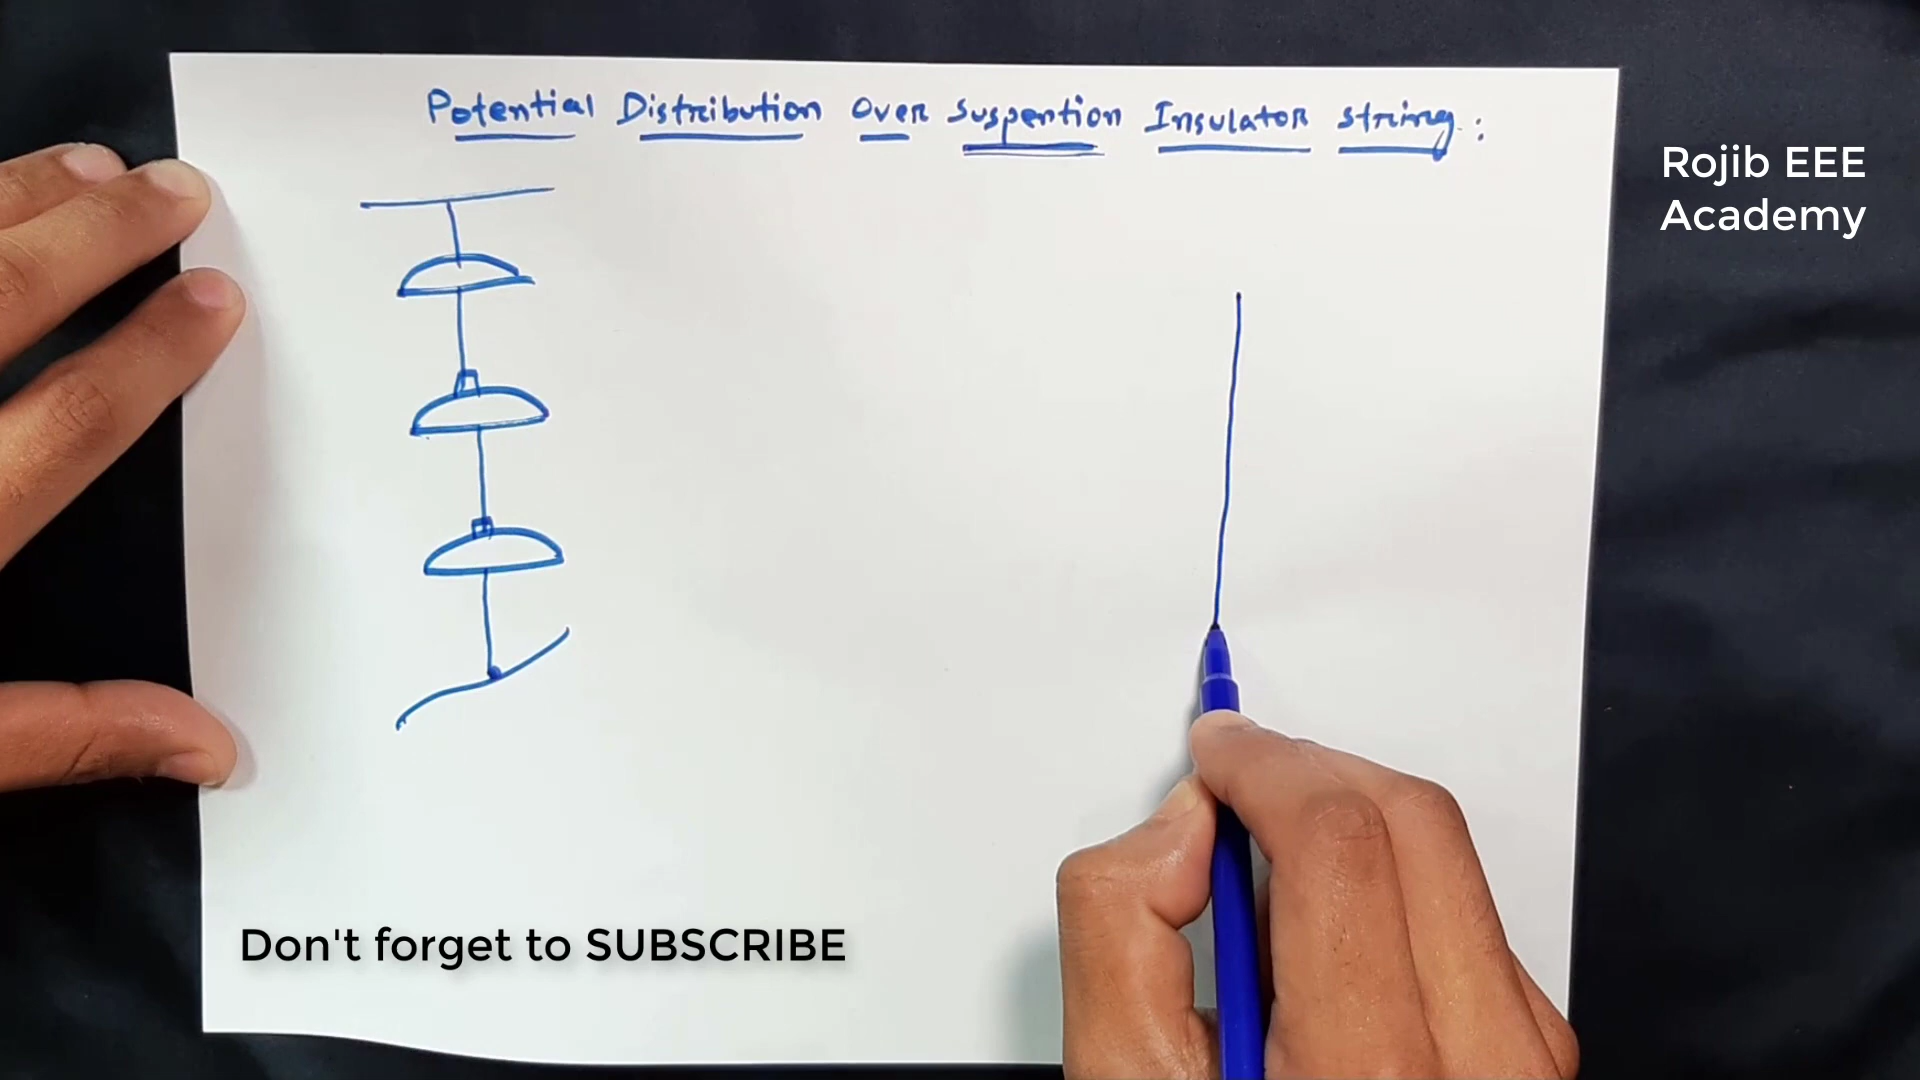 Potential Distribution Over Suspention Insulator string :
Rojib EEE
Academy
Don't forget to SUBSCRIBE